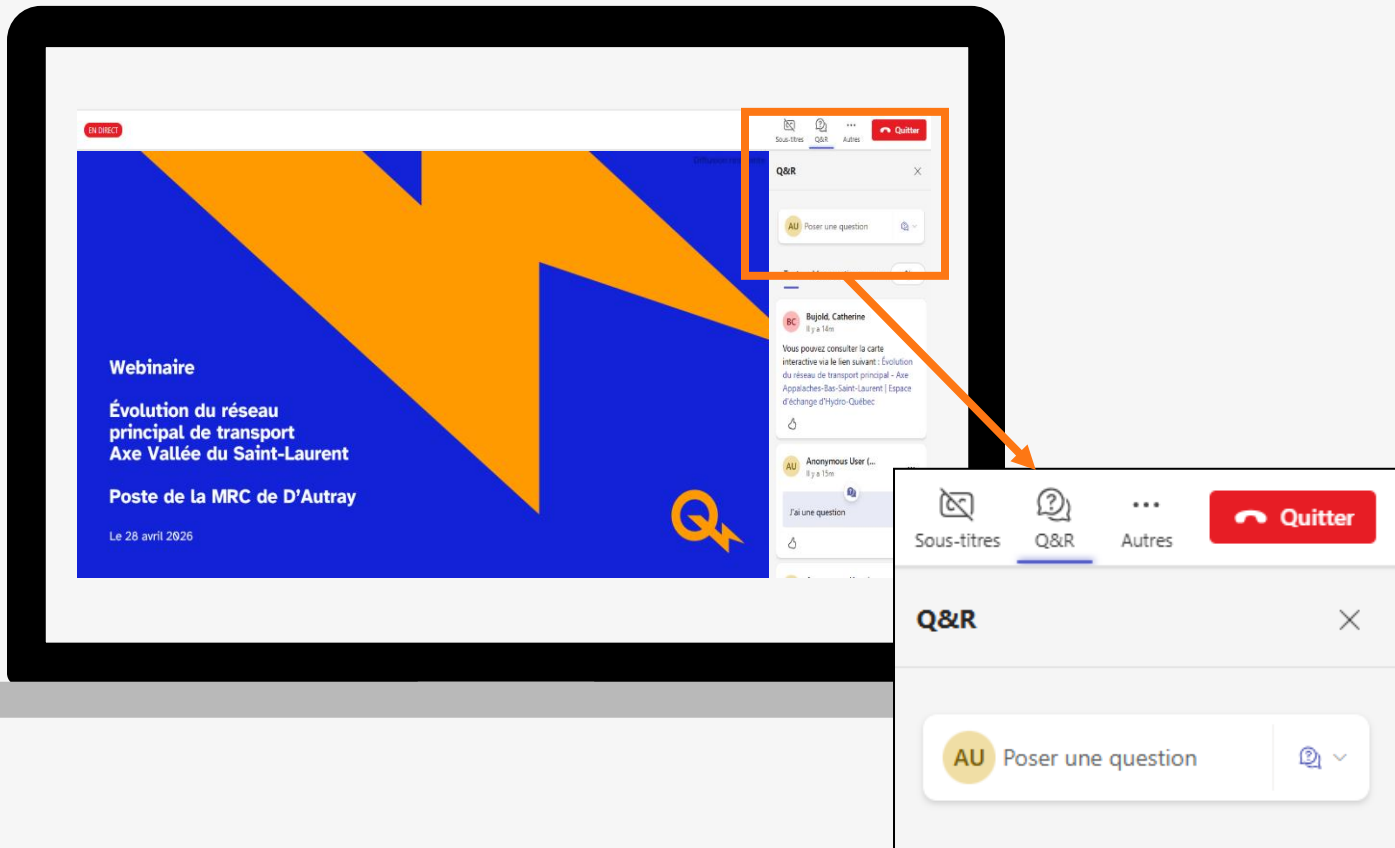 EN DIRECT
Sous-titres Q&R Autres Quitter
Q&R
AU Poser une question
BC Bujold, Catherine
Il y a 14m
Vous pouvez consulter la carte
interactive via le lien suivant : Évolution
du réseau de transport principal - Axe
Appalaches-Bas-Saint-Laurent | Espace
d'échange d'Hydro-Québec
AU Anonymous User (...
Il y a 15m
J'ai une question
Webinaire
Évolution du réseau
principal de transport
Axe Vallée du Saint-Laurent
Poste de la MRC de D'Autray
Le 28 avril 2026
Sous-titres Q&R Autres Quitter
Q&R
AU Poser une question